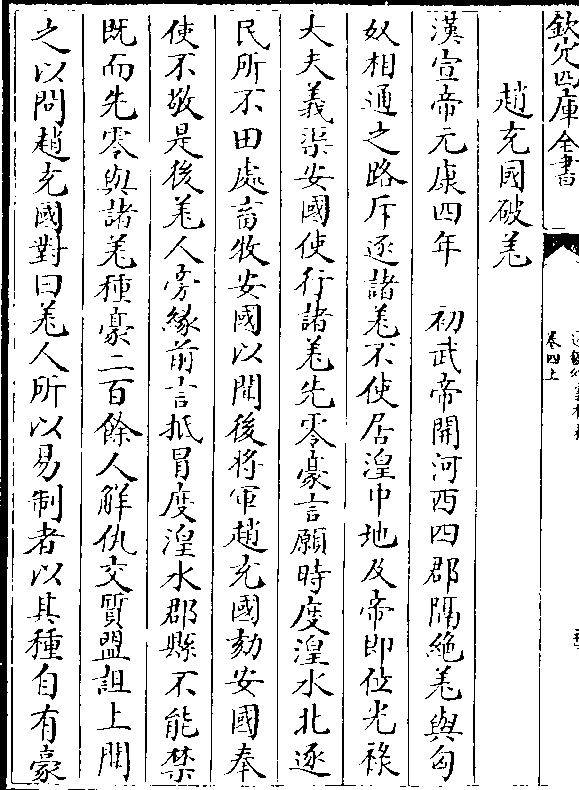 欽定四庫全書
卷四上
趙充國破羌
漢宣帝元康四年 初武帝開河西四郡隔絶羌與匈
奴相通之路斥逐諸羌不使居湟中地及帝即位光祿
大夫義渠安國使行諸羌先零豪言願時度湟水北逐
民所不田處畜牧安國以聞後將軍趙充國劾安國奉
使不敬是後羌人旁緣前言抵冒度湟水郡縣不能禁
既而先零與諸羌種豪二百餘人解仇交質盟詛上聞
之以問趙充國對曰羌人所以易制者以其種自有豪